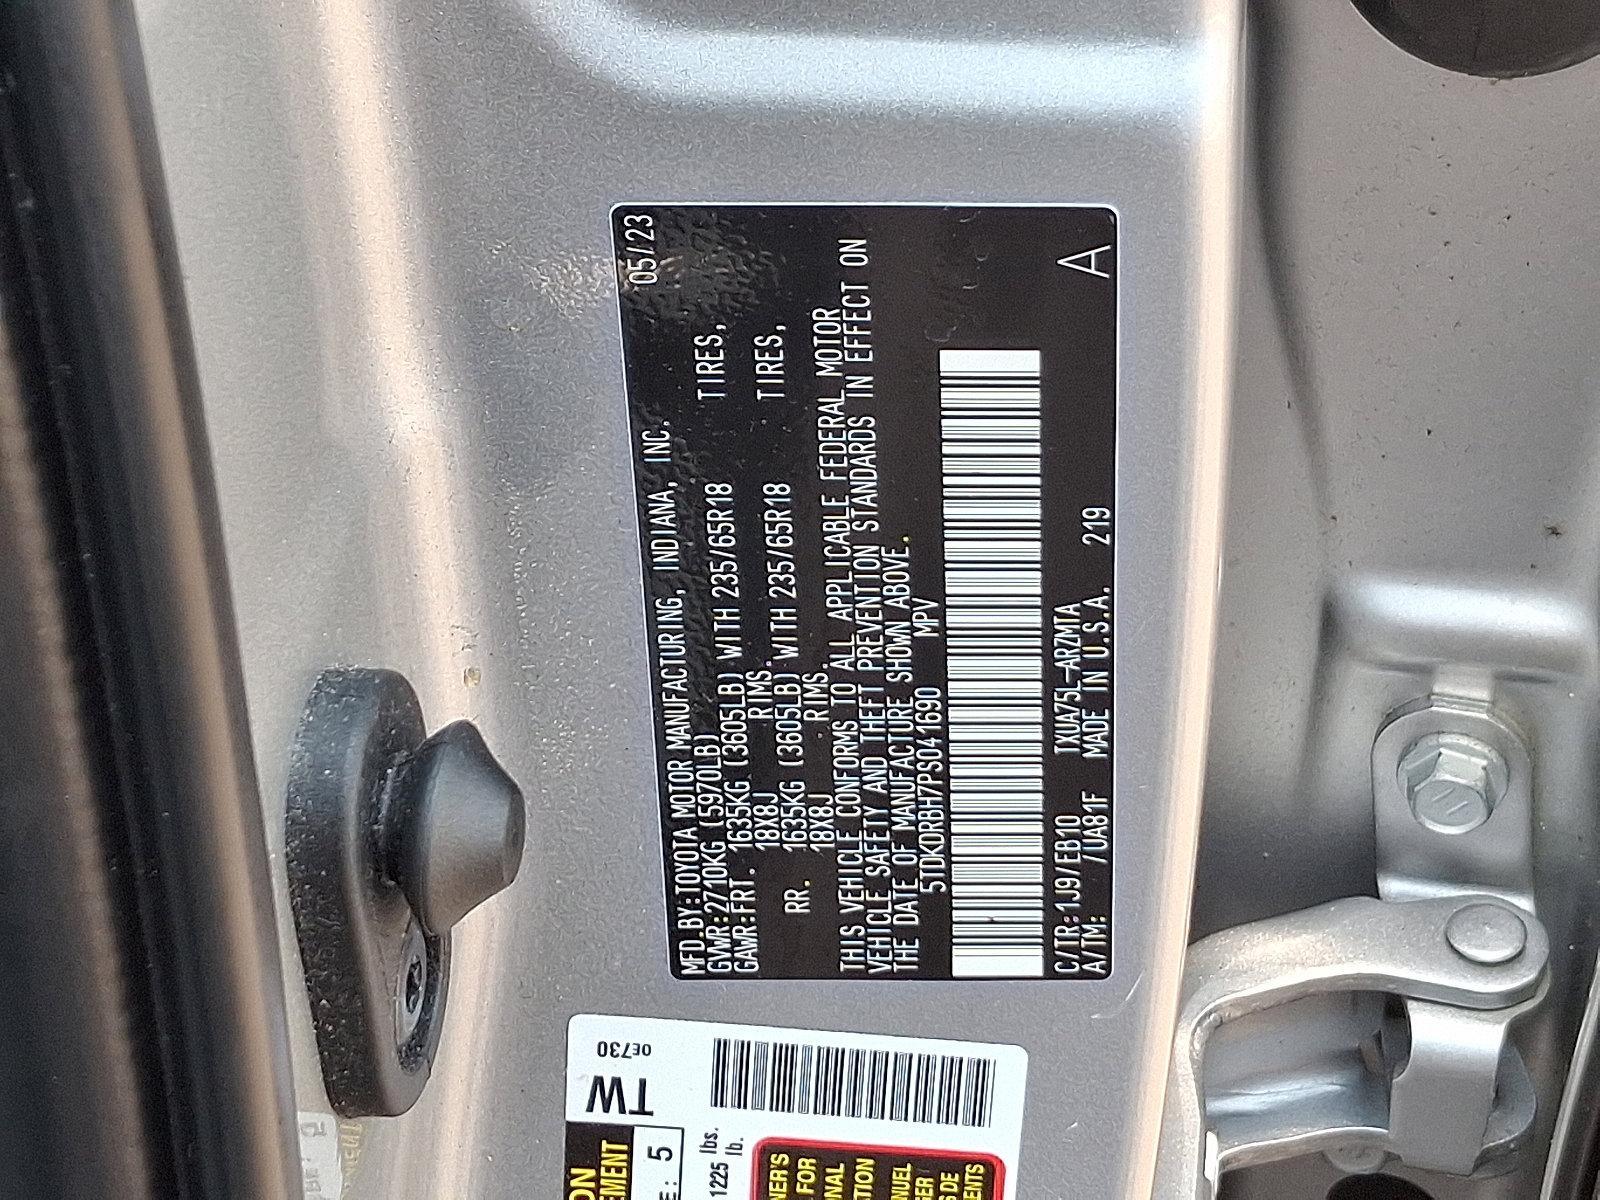 05/23
MFD.BY:TOYOTA MOTOR MANUFACTURING, INDIANA, INC.
GVWR:2710KG(5970LB)
GAWR:FRT. 1635KG (3605LB) WITH 235/65R18 TIRES,
18X8J RIMS.
RR. 1635KG (3605LB) WITH 235/65R18 TIRES,
18X8J RIMS.
THIS VEHICLE CONFORMS TO ALL APPLICABLE FEDERAL MOTOR
VEHICLE SAFETY AND THEFT PREVENTION STANDARDS IN EFFECT ON
THE DATE OF MANUFACTURE SHOWN ABOVE.
5TDKDRBH7PS041690 MPV
C/TR:1J9/EB10 TXUA75L-ARZMTA
A/TM: /UA81F MADE IN U.S.A. 219
A
TW
0E730
EMENT
5
1225 lbs.
lb.